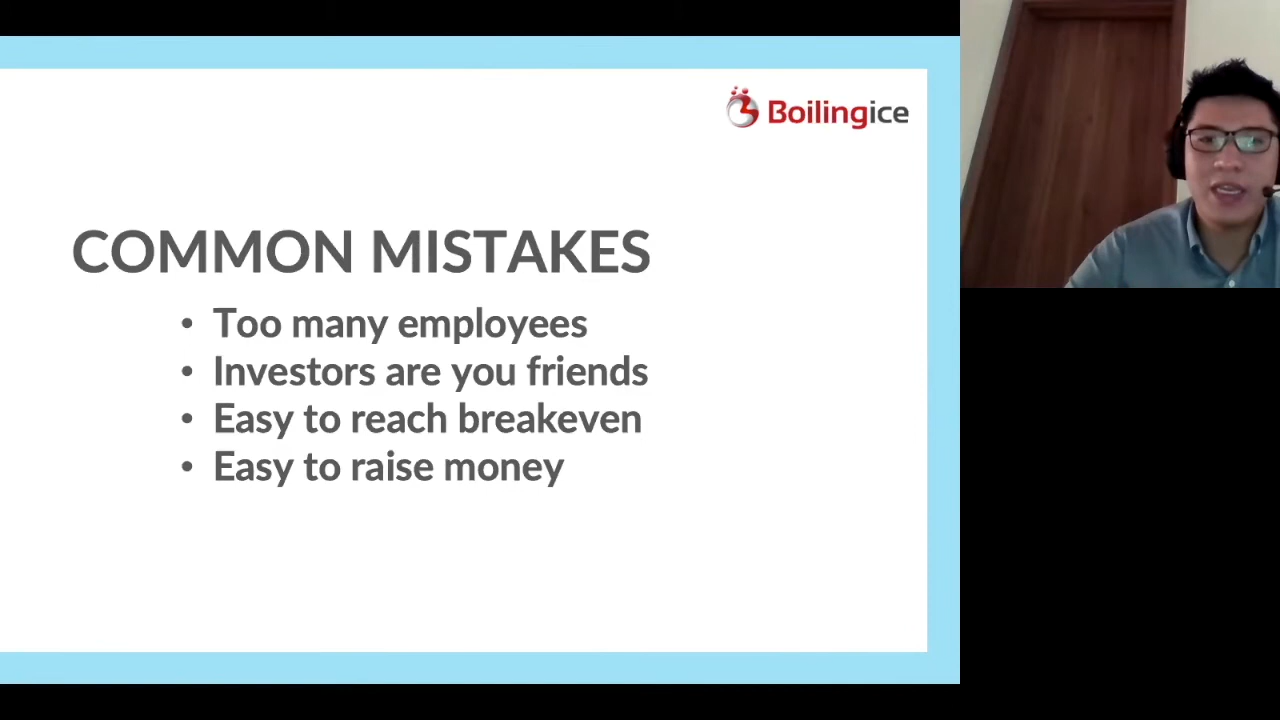 Boilingice
COMMON MISTAKES
• Too many employees
• Investors are you friends
• Easy to reach breakeven
• Easy to raise money